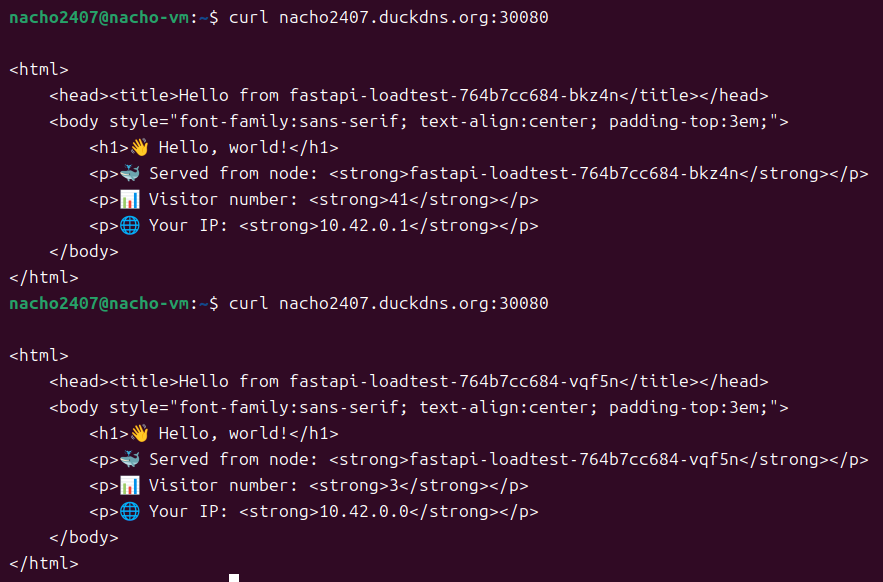 nacho2407@nacho-vm:~$ curl nacho2407.duckdns.org:30080
<html>
    <head><title>Hello from fastapi-loadtest-764b7cc684-bkz4n</title></head>
    <body style="font-family:sans-serif; text-align:center; padding-top:3em;">
        <h1>👋 Hello, world!</h1>
        <p>🐳 Served from node: <strong>fastapi-loadtest-764b7cc684-bkz4n</strong></p>
        <p>📊 Visitor number: <strong>41</strong></p>
        <p>🌐 Your IP: <strong>10.42.0.1</strong></p>
    </body>
</html>
nacho2407@nacho-vm:~$ curl nacho2407.duckdns.org:30080
<html>
    <head><title>Hello from fastapi-loadtest-764b7cc684-vqf5n</title></head>
    <body style="font-family:sans-serif; text-align:center; padding-top:3em;">
        <h1>👋 Hello, world!</h1>
        <p>🐳 Served from node: <strong>fastapi-loadtest-764b7cc684-vqf5n</strong></p>
        <p>📊 Visitor number: <strong>3</strong></p>
        <p>🌐 Your IP: <strong>10.42.0.0</strong></p>
    </body>
</html>